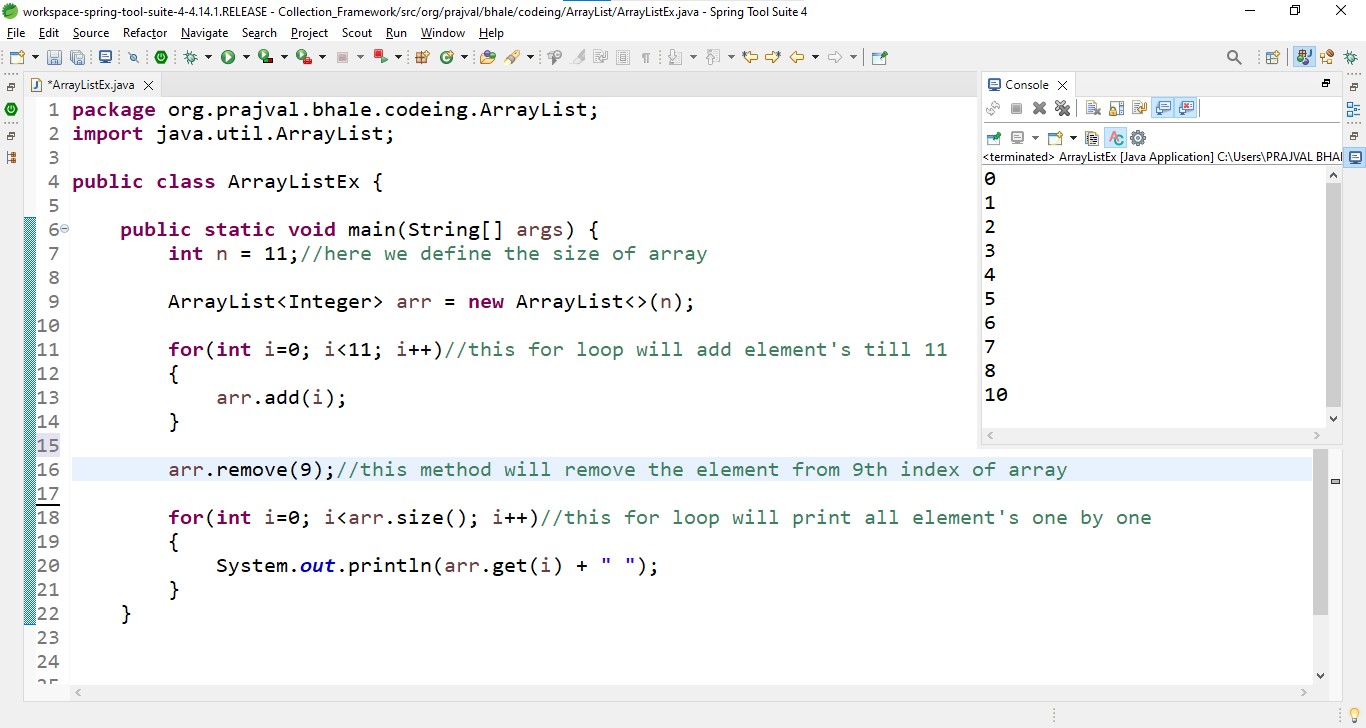 workspace-spring-tool-suite-4-4.14.1.RELEASE - Collection_Framework/src/org/prajval/bhale/codeing/ArrayList/ArrayListEx.java - Spring Tool Suite 4
File Edit Source Refactor Navigate Search Project Scout Run Window Help
*ArrayListEx.java
1 package org.prajval.bhale.codeing.ArrayList;
2 import java.util.ArrayList;
3
4 public class ArrayListEx {
5
6 public static void main(String[] args) {
7 int n = 11;//here we define the size of array
8
9 ArrayList<Integer> arr = new ArrayList<>(n);
10
11 for(int i=0; i<11; i++)//this for loop will add element's till 11
12 {
13 arr.add(i);
14 }
15
16 arr.remove(9);//this method will remove the element from 9th index of array
17
18 for(int i=0; i<arr.size(); i++)//this for loop will print all element's one by one
19 {
20 System.out.println(arr.get(i) + " ");
21 }
22 }
23
24
Console
<terminated> ArrayListEx [Java Application] C:\Users\PRAJVAL BHA
0
1
2
3
4
5
6
7
8
10